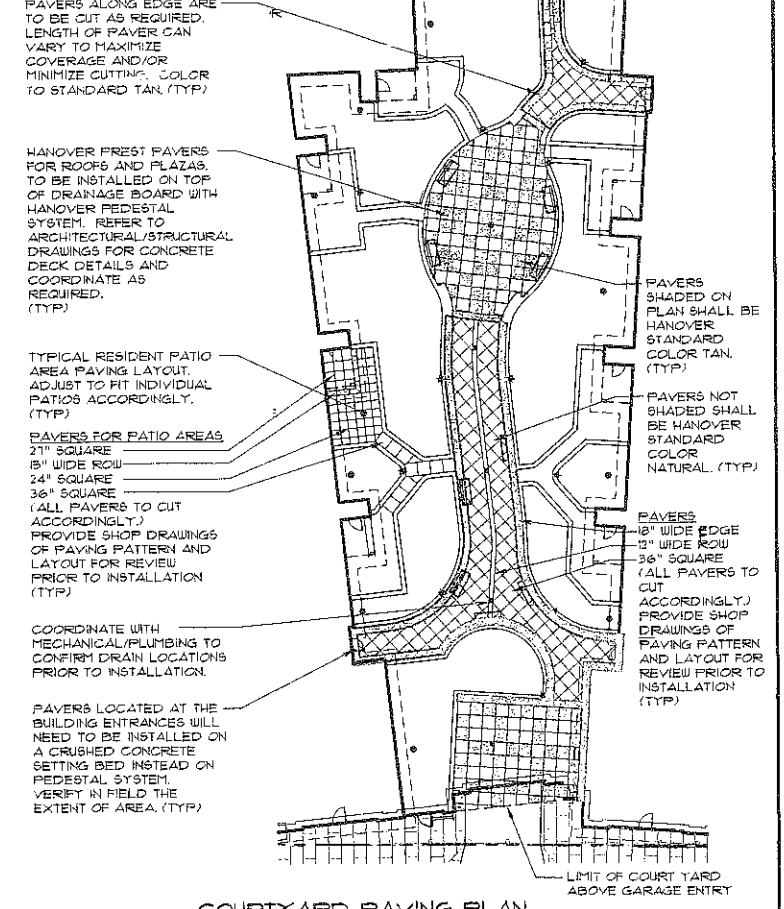 PAVERS ALONG EDGE ARE
TO BE CUT AS REQUIRED.
LENGTH OF PAVER CAN
VARY TO MAXIMIZE
COVERAGE AND/OR
MINIMIZE CUTTING. COLOR
TO STANDARD TAN. (TYP)
HANOVER PREST PAVERS
FOR ROOFS AND PLAZAS.
TO BE INSTALLED ON TOP
OF DRAINAGE BOARD WITH
HANOVER PEDESTAL
SYSTEM. REFER TO
ARCHITECTURAL/STRUCTURAL
DRAWINGS FOR CONCRETE
DECK DETAILS AND
COORDINATE AS
REQUIRED.
(TYP)
TYPICAL RESIDENT PATIO
AREA PAVING LAYOUT.
ADJUST TO FIT INDIVIDUAL
PATIOS ACCORDINGLY.
(TYP)
PAVERS FOR PATIO AREAS
SQUARE
WIDE ROW
24" SQUARE
36" SQUARE
(ALL PAVERS TO CUT
ACCORDINGLY.)
PROVIDE SHOP DRAWINGS
OF PAVING PATTERN AND
LAYOUT FOR REVIEW
PRIOR TO INSTALLATION
(TYP)
COORDINATE WITH
MECHANICAL/PLUMBING TO
CONFIRM DRAIN LOCATIONS
PRIOR TO INSTALLATION.
PAVERS LOCATED AT THE
BUILDING ENTRANCES WILL
NEED TO BE INSTALLED ON
A CRUSHED CONCRETE
SETTING BED INSTEAD ON
PEDESTAL SYSTEM.
VERIFY IN FIELD THE
EXTENT OF AREA. (TYP)
PAVERS
SHADED ON
PLAN SHALL BE
HANOVER
STANDARD
COLOR TAN.
(TYP)
PAVERS NOT
SHADED SHALL
BE HANOVER
STANDARD
COLOR
NATURAL. (TYP)
PAVERS
18" WIDE EDGE
12" WIDE ROW
36" SQUARE
(ALL PAVERS TO
CUT
ACCORDINGLY.)
PROVIDE SHOP
DRAWINGS OF
PAVING PATTERN
AND LAYOUT FOR
REVIEW PRIOR TO
INSTALLATION
(TYP)
LIMIT OF COURT YARD
ABOVE GARAGE ENTRY
COURTYARD PAVING PLAN